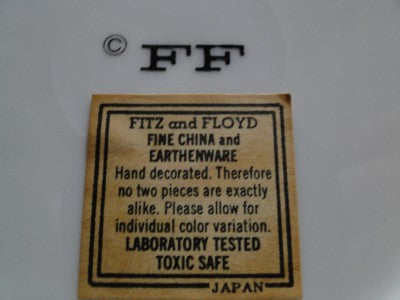 © FF
FITZ and FLOYD
FINE CHINA and
EARTHENWARE
Hand decorated. Therefore
no two pieces are exactly
alike. Please allow for
individual color variation.
LABORATORY TESTED
TOXIC SAFE
JAPAN